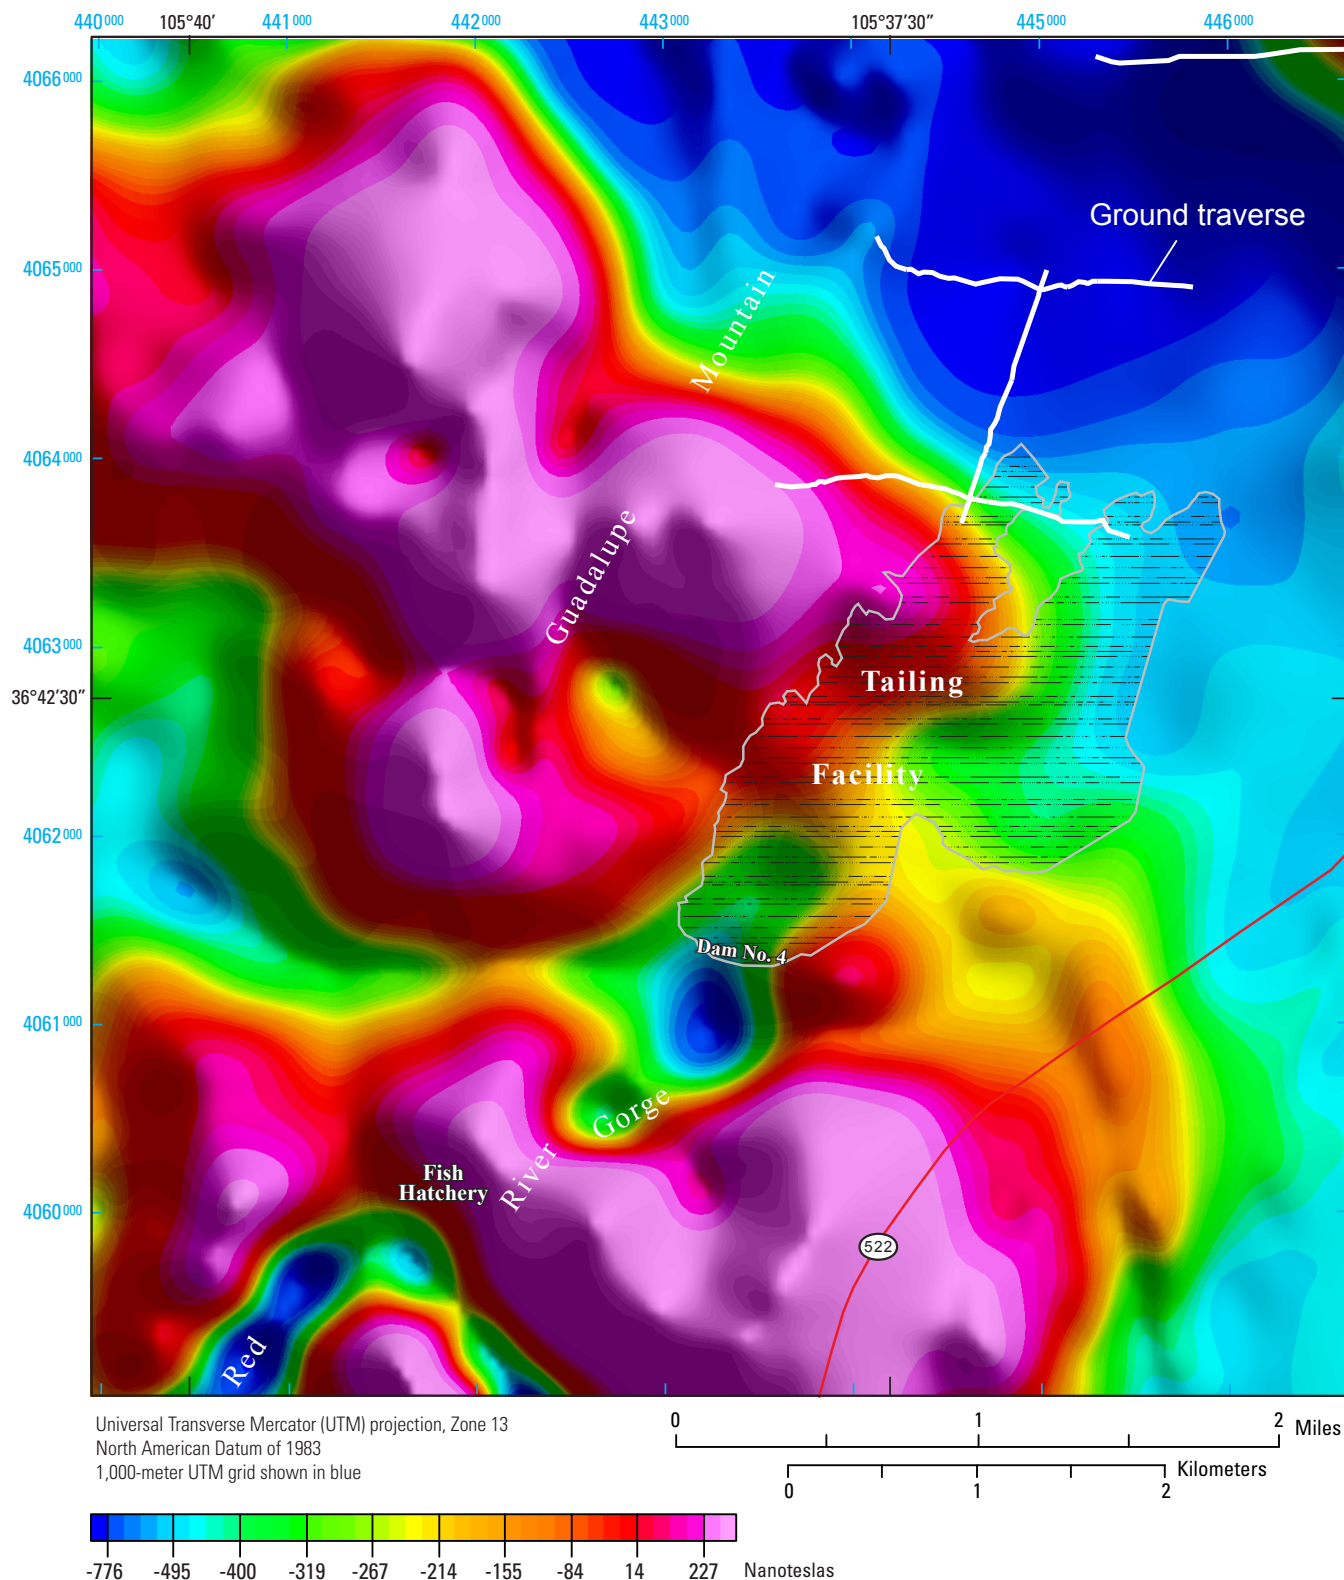 440000 105°40' 441000 442000 443000 105°37'30" 445000 446000
4066000
Ground traverse
4065000
Mountain
4064000
Guadalupe
4063000
36°42'30"
Tailing
Facility
4062000
Dam No. 4
4061000
Gorge
River
Fish
Hatchery
4060000
522
Red
Universal Transverse Mercator (UTM) projection, Zone 13
North American Datum of 1983
1,000-meter UTM grid shown in blue
0 1 2 Miles
Kilometers
0 1 2
-776 -495 -400 -319 -267 -214 -155 -84 14 227 Nanoteslas